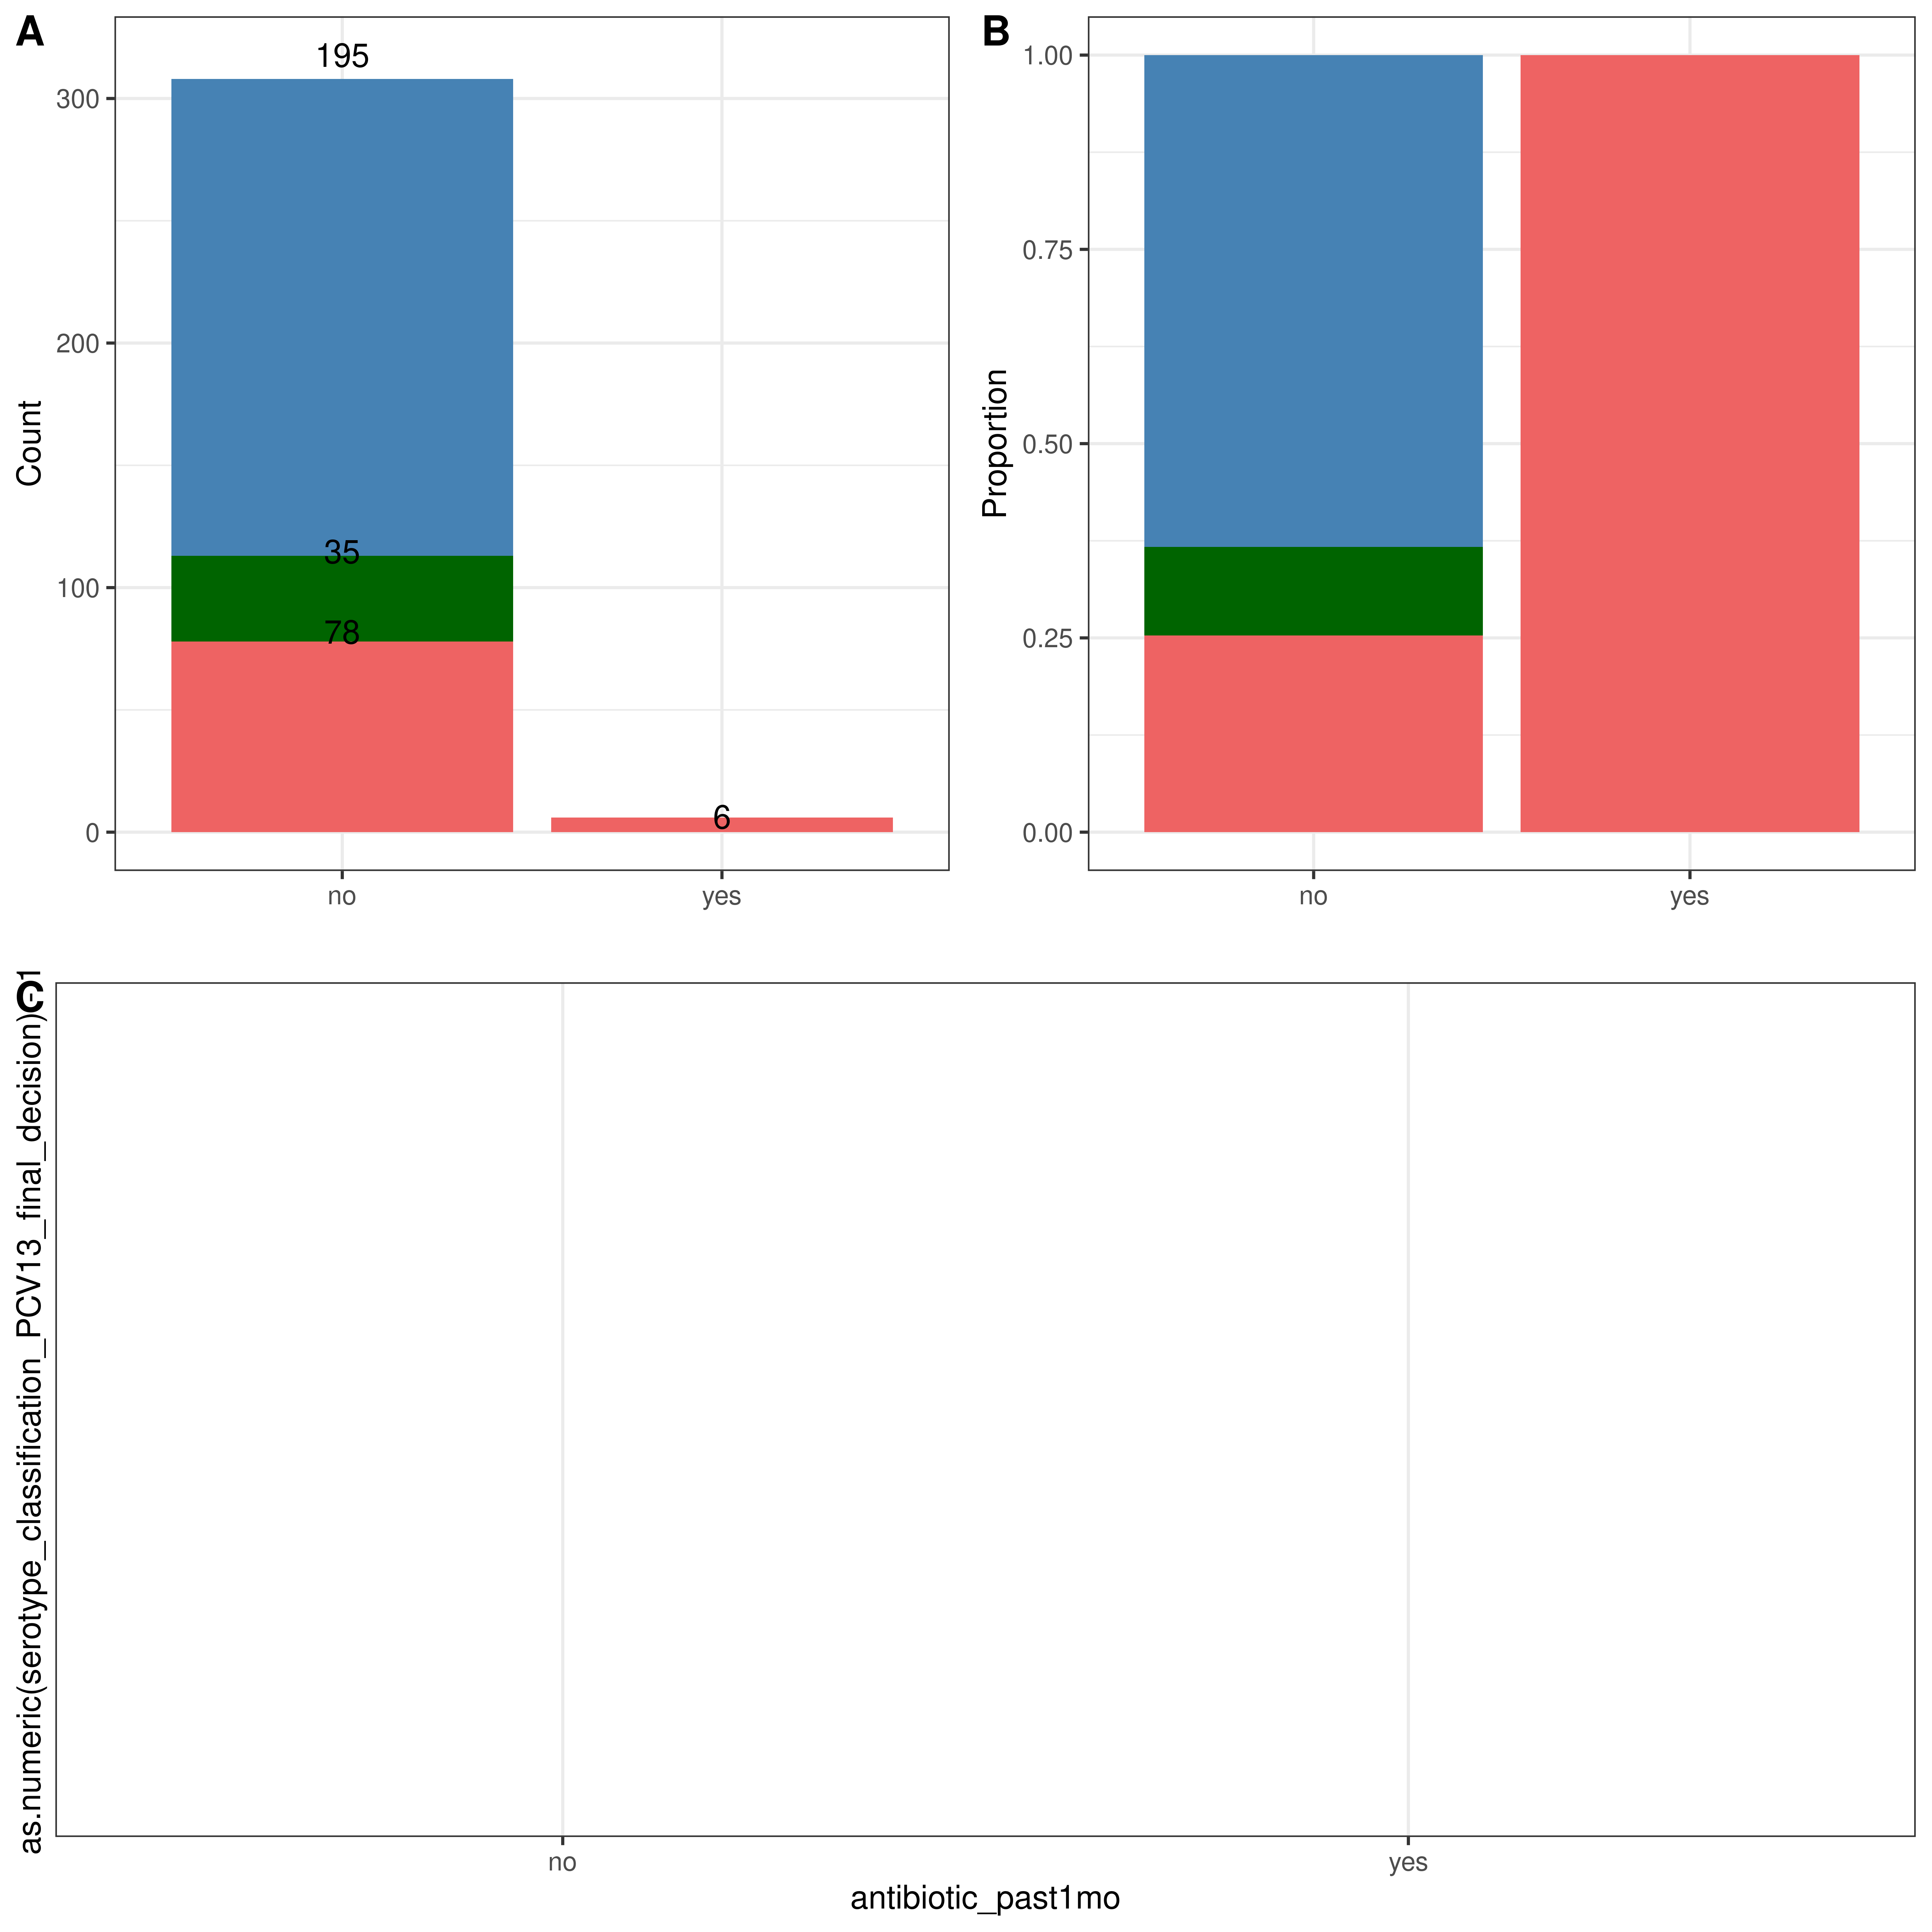 A
195
300
200
100
0
35
78
6
Count
no
yes
B
1.00
0.75
0.50
0.25
0.00
Proportion
no
yes
C
as.numeric(serotype_classification_PCV13_final_decision) - 1
no
yes
antibiotic_past1mo